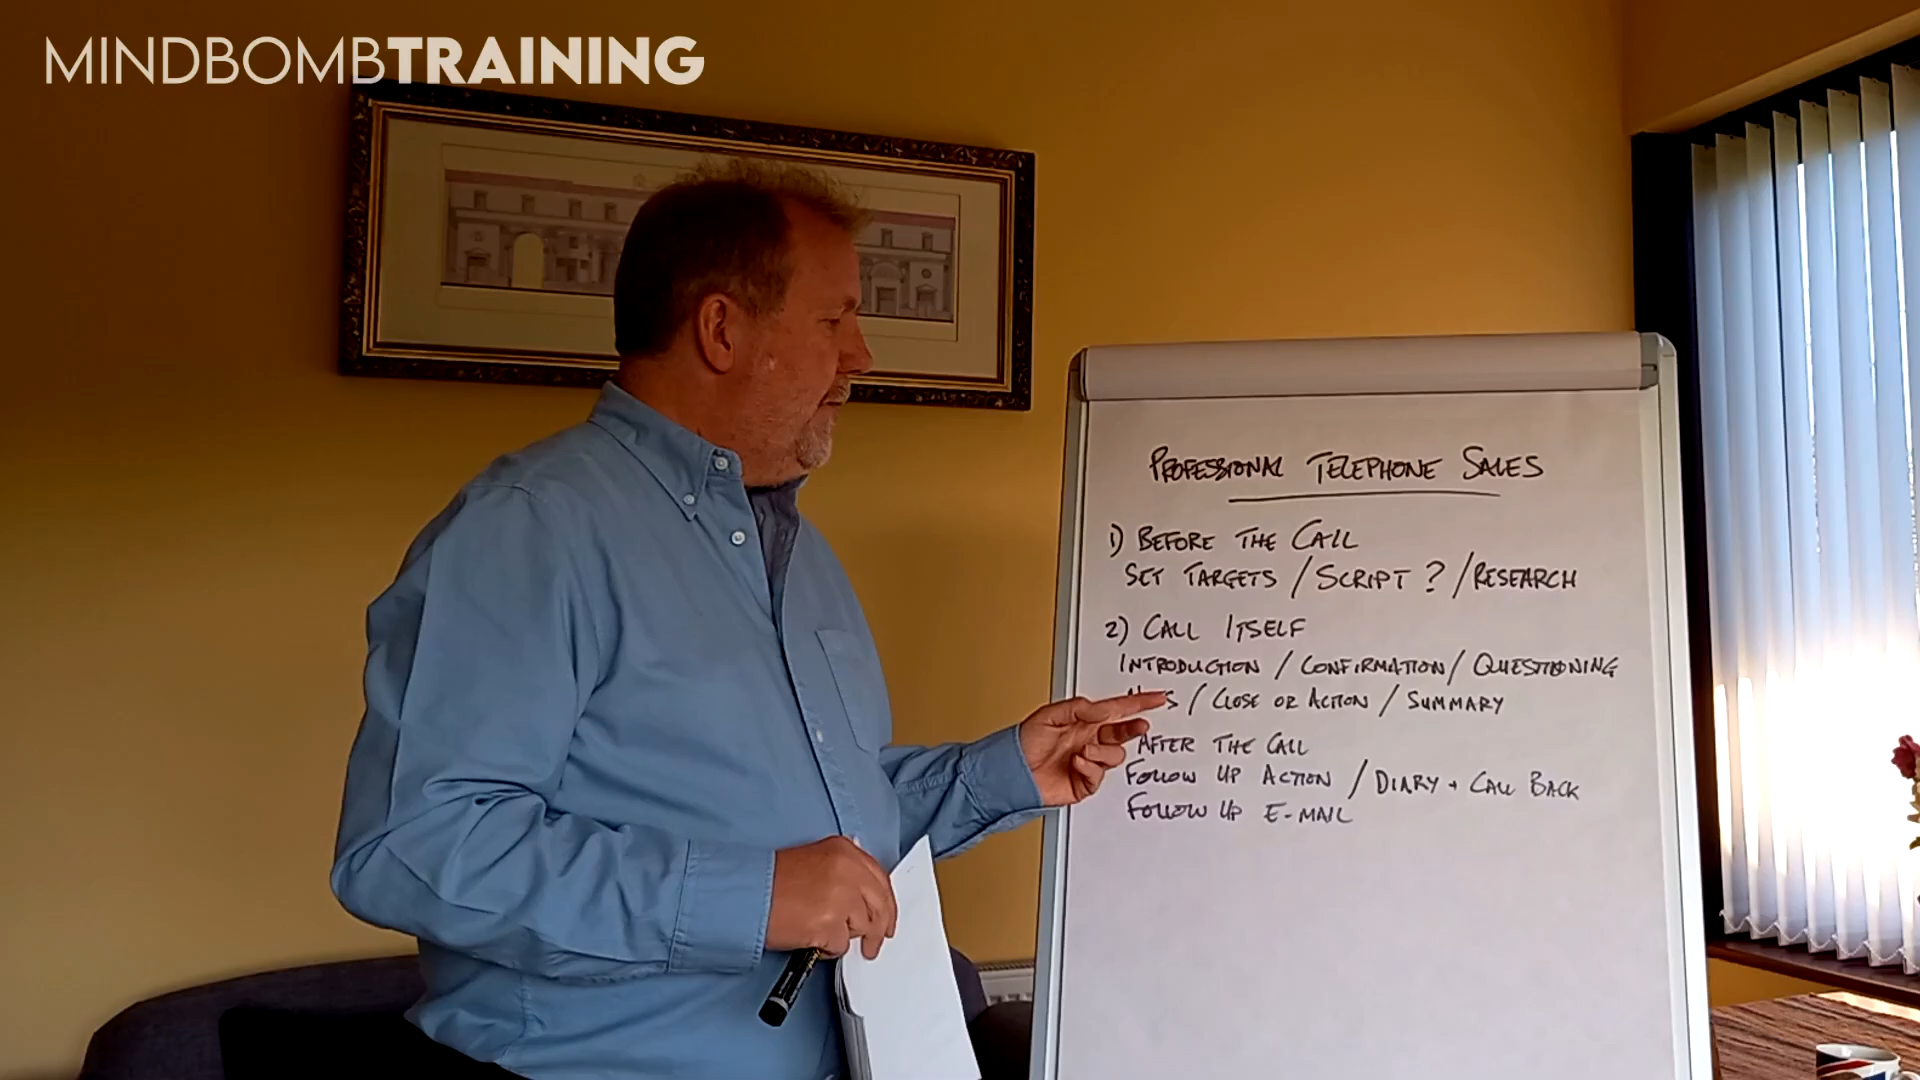 MINDBOMBTRAINING
PROFESSIONAL TELEPHONE SALES
1) BEFORE THE CALL
SET TARGETS / SCRIPT ? / RESEARCH
2) CALL ITSELF
INTRODUCTION / CONFIRMATION / QUESTIONING
/ CLOSE OR ACTION / SUMMARY
AFTER THE CALL
FOLLOW UP ACTION / DIARY + CALL BACK
FOLLOW UP E-MAIL